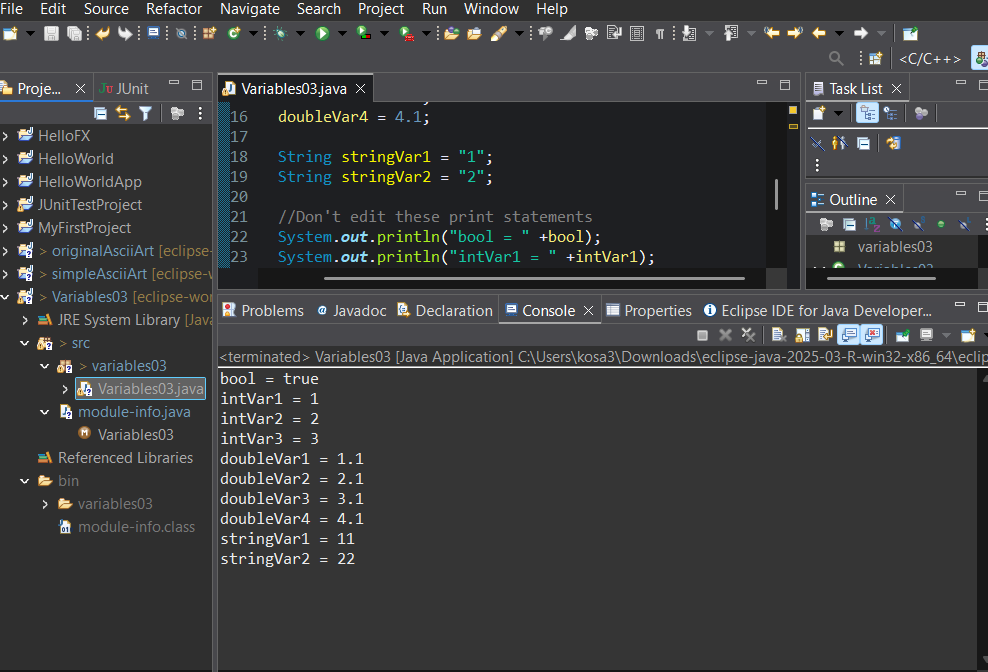 File Edit Source Refactor Navigate Search Project Run Window Help
<C/C++>
Proje... JUnit
HelloFX
HelloWorld
HelloWorldApp
JUnitTestProject
MyFirstProject
> originalAsciiArt [eclipse-
> simpleAsciiArt [eclipse-v
> Variables03 [eclipse-wor
JRE System Library [Java
> src
> variables03
Variables03.java
module-info.java
Variables03
Referenced Libraries
bin
variables03
module-info.class
Variables03.java
16 doubleVar4 = 4.1;
17
18 String stringVar1 = "1";
19 String stringVar2 = "2";
20
21 //Don't edit these print statements
22 System.out.println("bool = " +bool);
23 System.out.println("intVar1 = " +intVar1);
Task List
Outline
variables03
Variables03
Problems Javadoc Declaration Console Properties Eclipse IDE for Java Developer...
<terminated> Variables03 [Java Application] C:\Users\kosa3\Downloads\eclipse-java-2025-03-R-win32-x86_64\eclip
bool = true
intVar1 = 1
intVar2 = 2
intVar3 = 3
doubleVar1 = 1.1
doubleVar2 = 2.1
doubleVar3 = 3.1
doubleVar4 = 4.1
stringVar1 = 11
stringVar2 = 22